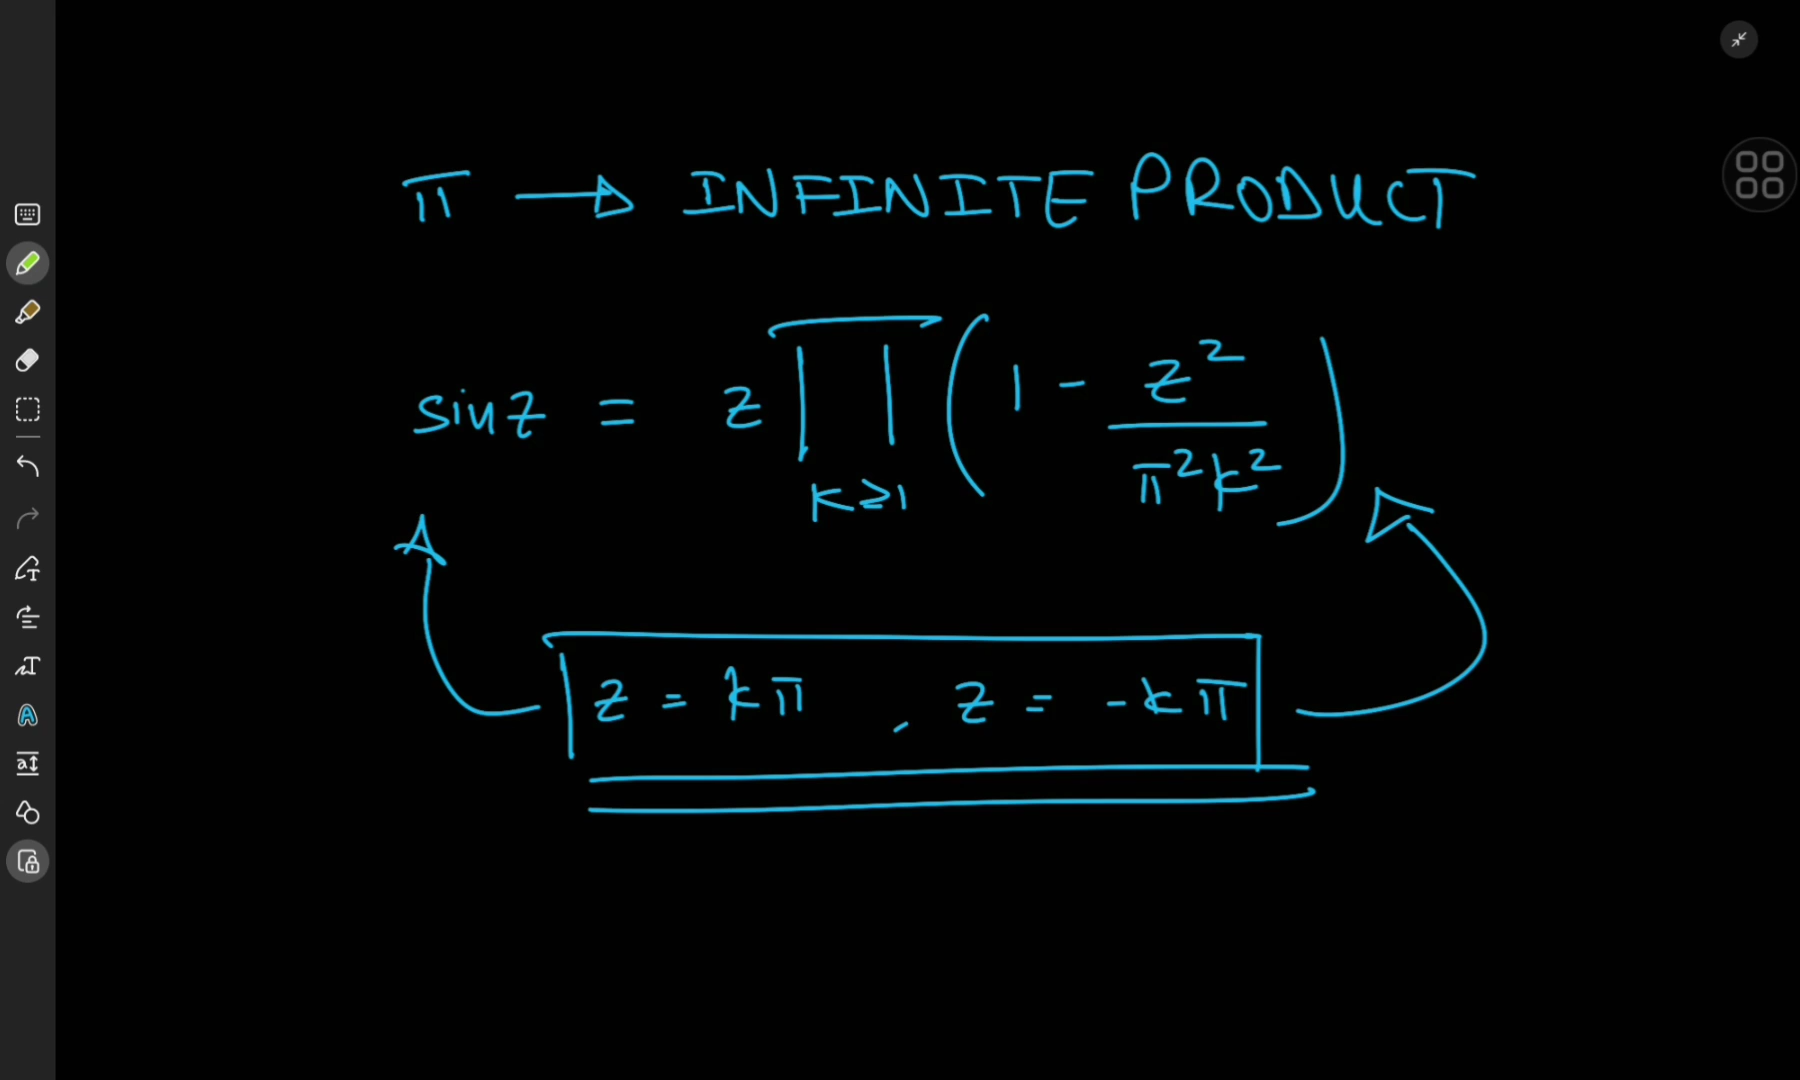 π → INFINITE PRODUCT
sin z = z ∏_{k≥1} (1 - z²/π²k²)
z = kπ , z = -kπ